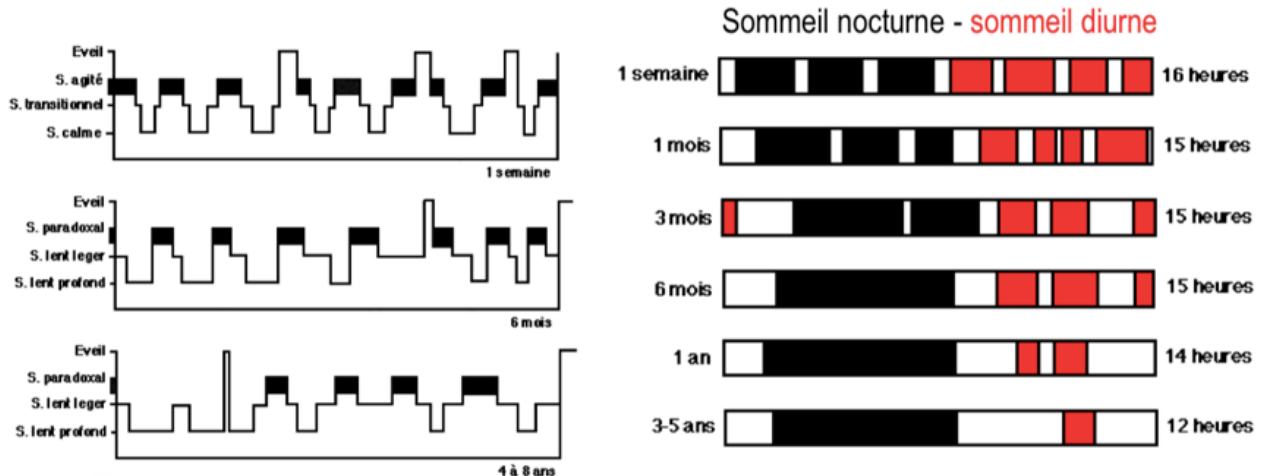 Eveil
S. agité
S. transitionnel
S. calme
1 semaine
Eveil
S. paradoxal
S. lent leger
S. lent profond
6 mois
Eveil
S. paradoxal
S. lent leger
S. lent profond
4 à 8 ans
Sommeil nocturne - sommeil diurne
1 semaine 16 heures
1 mois 15 heures
3 mois 15 heures
6 mois 15 heures
1 an 14 heures
3-5 ans 12 heures